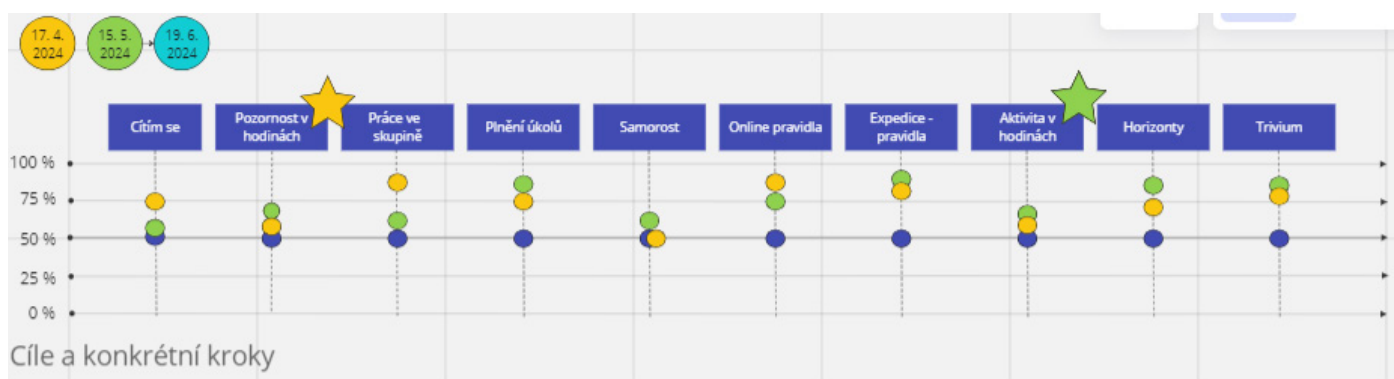 17. 4.
2024
15. 5.
2024
19. 6.
2024
Cítím se
Pozornost v
hodinách
Práce ve
skupině
Plnění úkolů
Samorost
Online pravidla
Expedice -
pravidla
Aktivita v
hodinách
Horizonty
Trivium
100 %
75 %
50 %
25 %
0 %
Cíle a konkrétní kroky